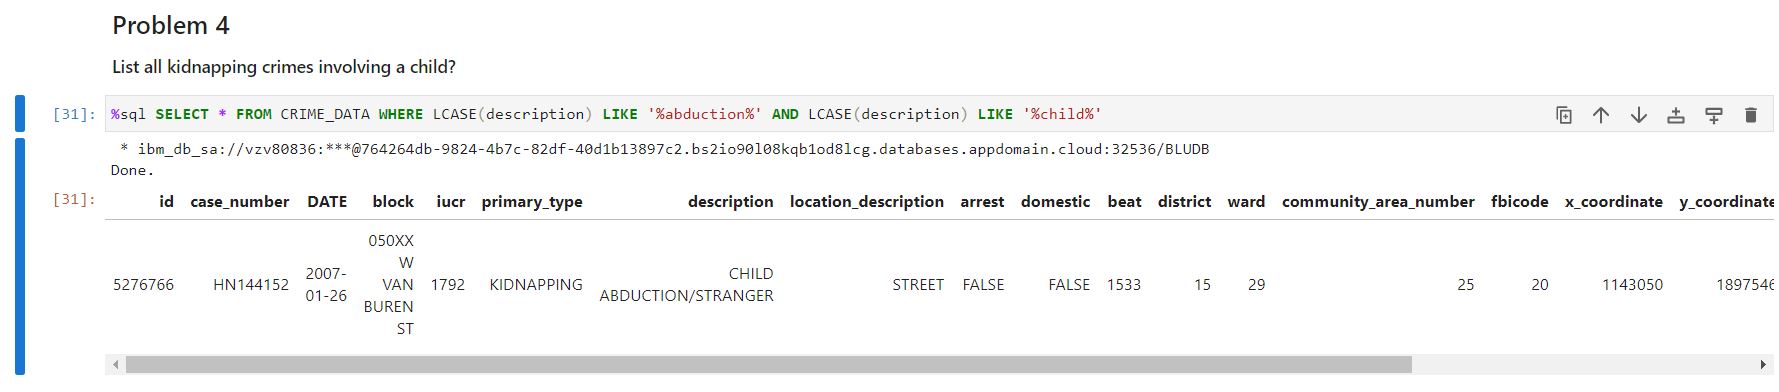 Problem 4
List all kidnapping crimes involving a child?
[31]: %sql SELECT * FROM CRIME_DATA WHERE LCASE(description) LIKE '%abduction%' AND LCASE(description) LIKE '%child%'
* ibm_db_sa://vzv80836:***@764264db-9824-4b7c-82df-40d1b13897c2.bs2io90l08kqb1od8lcg.databases.appdomain.cloud:32536/BLUDB
Done.
[31]: id case_number DATE block iucr primary_type description location_description arrest domestic beat district ward community_area_number fbicode x_coordinate y_coordinate
5276766 HN144152 2007-01-26 050XX W VAN BUREN ST 1792 KIDNAPPING CHILD ABDUCTION/STRANGER STREET FALSE FALSE 1533 15 29 25 20 1143050 1897546